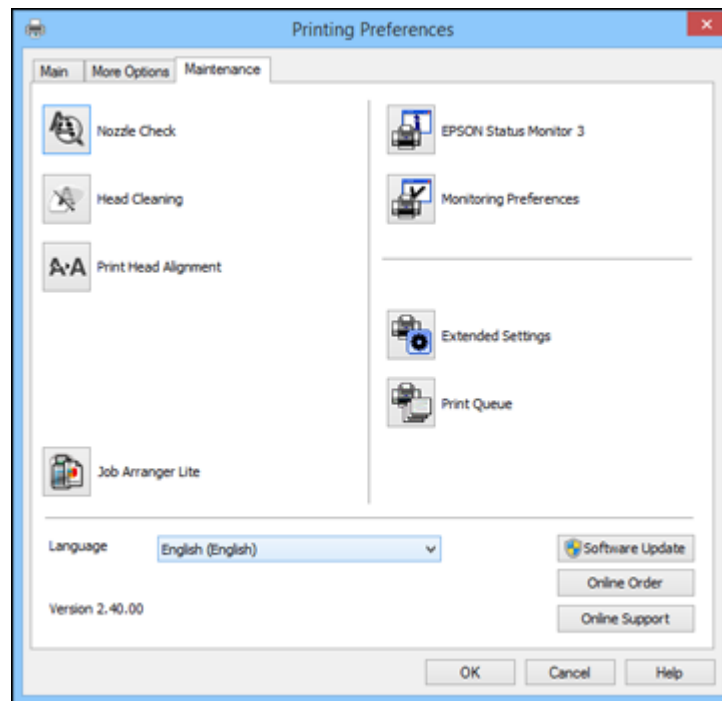 Printing Preferences
Main
More Options
Maintenance
Nozzle Check
Head Cleaning
A·A Print Head Alignment
Job Arranger Lite
EPSON Status Monitor 3
Monitoring Preferences
Extended Settings
Print Queue
Language
English (English)
Software Update
Online Order
Version 2.40.00
Online Support
OK
Cancel
Help